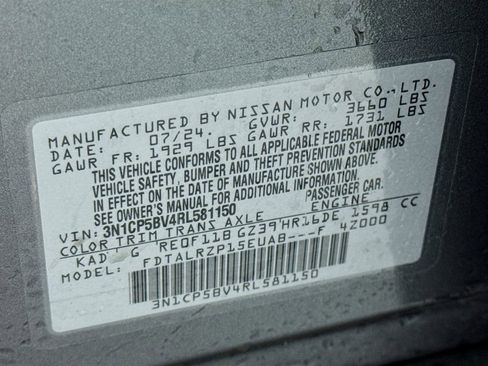 MANUFACTURED BY NISSAN MOTOR CO., LTD.
DATE: 07/24. GVWR: 3660 LBS
GAWR FR: 1929 LBS GAWR RR: 1731 LBS
THIS VEHICLE CONFORMS TO ALL APPLICABLE FEDERAL MOTOR
VEHICLE SAFETY, BUMPER AND THEFT PREVENTION STANDARDS
IN EFFECT ON THE DATE OF MANUFACTURE SHOWN ABOVE.
SEE OWNER'S MANUAL FOR ADDITIONAL INFORMATION.
VIN: 3N1CP5BV4RL581150 PASSENGER CAR.
COLOR TRIM TRANS AXLE ENGINE
KAD G RE0F11B GZ39 HR16DE 1598 CC
MODEL: FDTALRZP15EUAB---F 4Z000
3N1CP5BV4RL581150